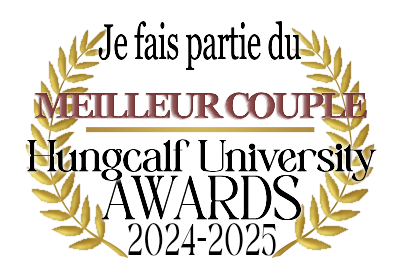 Je fais partie du
MEILLEUR COUPLE
Hungcalf University
AWARDS
2024-2025